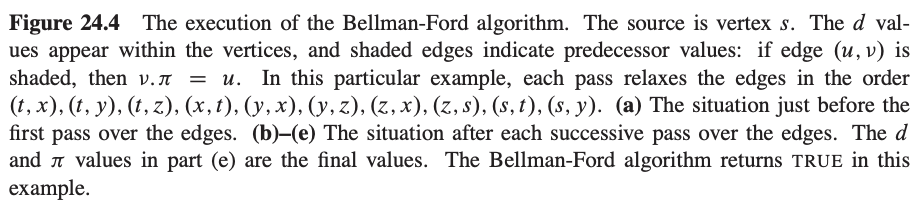 Figure 24.4 The execution of the Bellman-Ford algorithm. The source is vertex s. The d val-
ues appear within the vertices, and shaded edges indicate predecessor values: if edge (u, v) is
shaded, then v.π = u. In this particular example, each pass relaxes the edges in the order
(t, x), (t, y), (t, z), (x, t), (y, x), (y, z), (z, x), (z, s), (s, t), (s, y). (a) The situation just before the
first pass over the edges. (b)–(e) The situation after each successive pass over the edges. The d
and π values in part (e) are the final values. The Bellman-Ford algorithm returns TRUE in this
example.